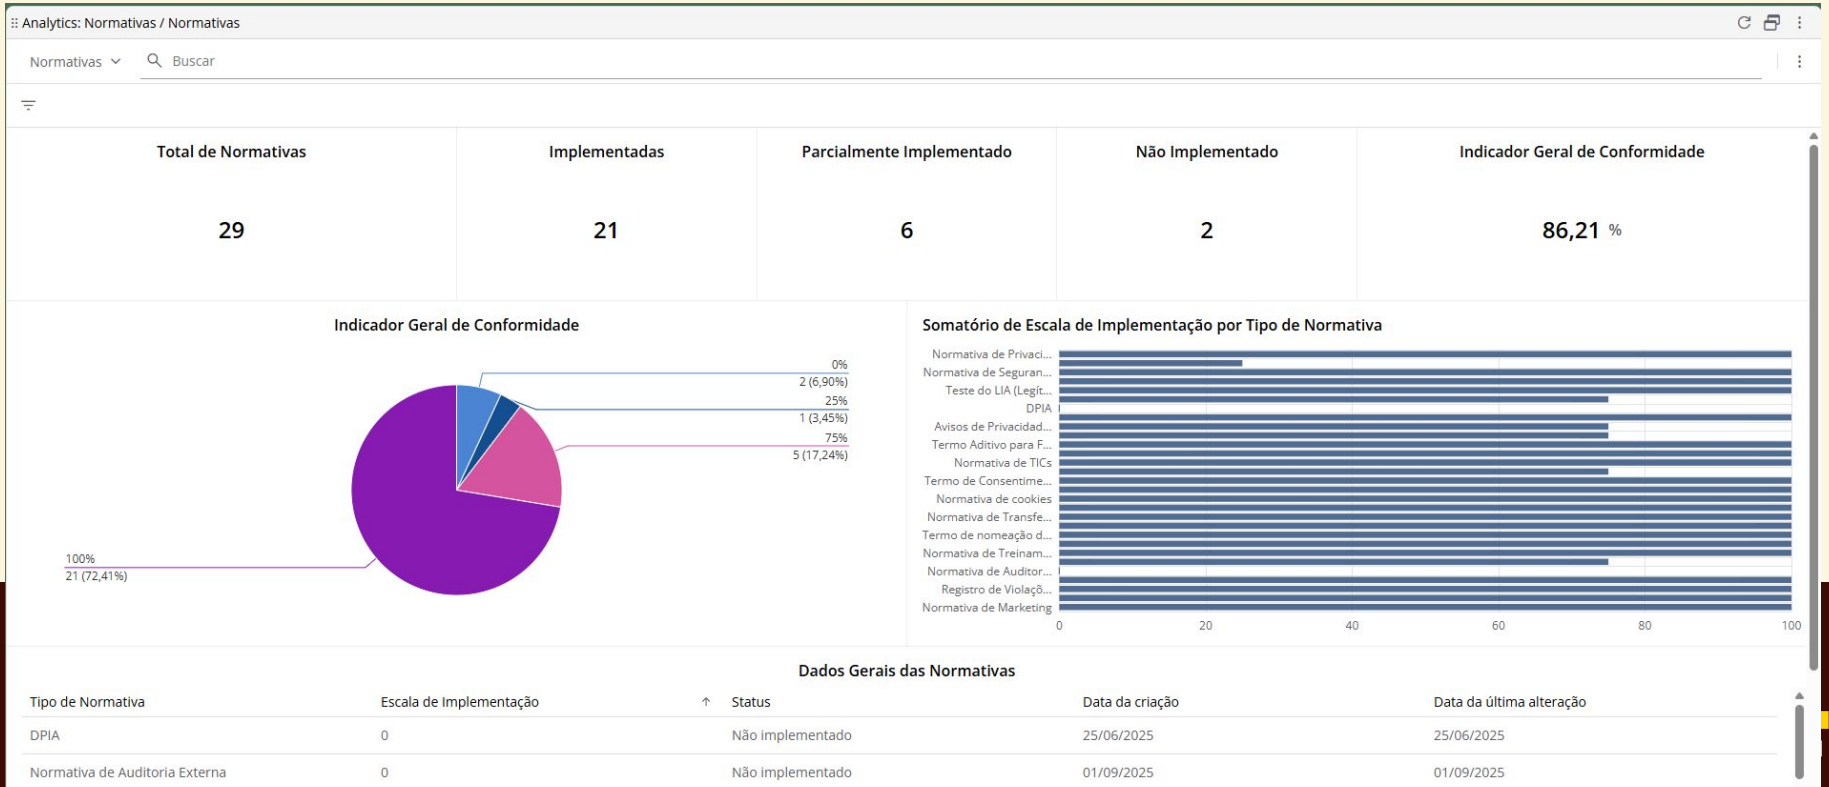 Analytics: Normativas / Normativas
Normativas
Buscar
Total de Normativas
29
Implementadas
21
Parcialmente Implementado
6
Não Implementado
2
Indicador Geral de Conformidade
86,21 %
Indicador Geral de Conformidade
0%
2 (6,90%)
25%
1 (3,45%)
75%
5 (17,24%)
100%
21 (72,41%)
Somatório de Escala de Implementação por Tipo de Normativa
Normativa de Privaci...
Normativa de Seguran...
Teste do LIA (Legít...
DPIA
Avisos de Privacidad...
Termo Aditivo para F...
Normativa de TICs
Termo de Consentime...
Normativa de cookies
Normativa de Transfe...
Termo de nomeação d...
Normativa de Treinam...
Normativa de Auditor...
Registro de Violaçõ...
Normativa de Marketing
0 20 40 60 80 100
Dados Gerais das Normativas
Tipo de Normativa Escala de Implementação Status Data da criação Data da última alteração
DPIA 0 Não implementado 25/06/2025 25/06/2025
Normativa de Auditoria Externa 0 Não implementado 01/09/2025 01/09/2025